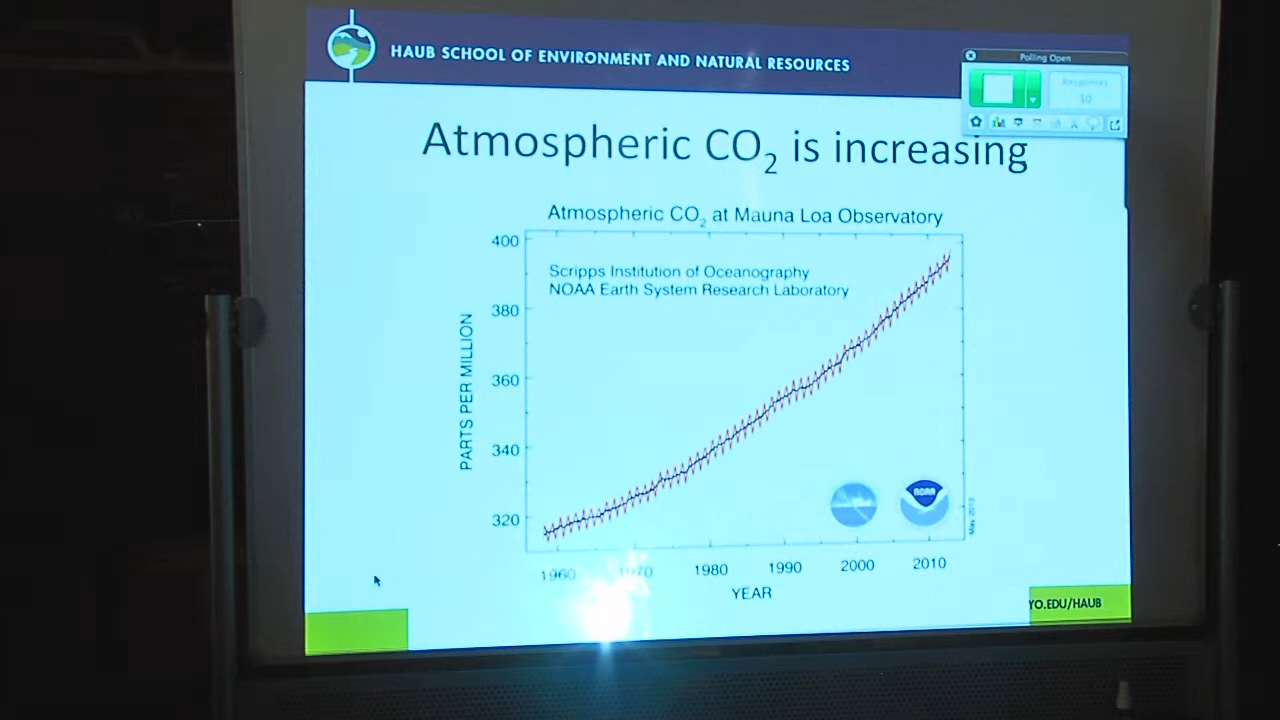 HAUB SCHOOL OF ENVIRONMENT AND NATURAL RESOURCES
Polling Open
Responses
10
Atmospheric CO2 is increasing
Atmospheric CO2 at Mauna Loa Observatory
400
Scripps Institution of Oceanography
NOAA Earth System Research Laboratory
380
360
340
320
PARTS PER MILLION
NOAA
May 2013
1960 1970 1980 1990 2000 2010
YEAR
YO.EDU/HAUB